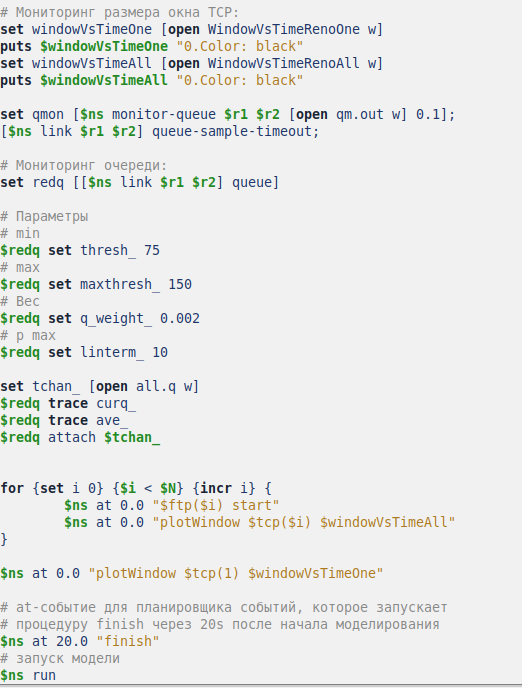 # Мониторинг размера окна TCP:
set windowVsTimeOne [open WindowVsTimeRenoOne w]
puts $windowVsTimeOne "0.Color: black"
set windowVsTimeAll [open WindowVsTimeRenoAll w]
puts $windowVsTimeAll "0.Color: black"

set qmon [$ns monitor-queue $r1 $r2 [open qm.out w] 0.1];
[$ns link $r1 $r2] queue-sample-timeout;

# Мониторинг очереди:
set redq [[$ns link $r1 $r2] queue]

# Параметры
# min
$redq set thresh_ 75
# max
$redq set maxthresh_ 150
# Вес
$redq set q_weight_ 0.002
# p max
$redq set linterm_ 10

set tchan_ [open all.q w]
$redq trace curq_
$redq trace ave_
$redq attach $tchan_

for {set i 0} {$i < $N} {incr i} {
        $ns at 0.0 "$ftp($i) start"
        $ns at 0.0 "plotWindow $tcp($i) $windowVsTimeAll"
}

$ns at 0.0 "plotWindow $tcp(1) $windowVsTimeOne"

# at-событие для планировщика событий, которое запускает
# процедуру finish через 20s после начала моделирования
$ns at 20.0 "finish"
# запуск модели
$ns run